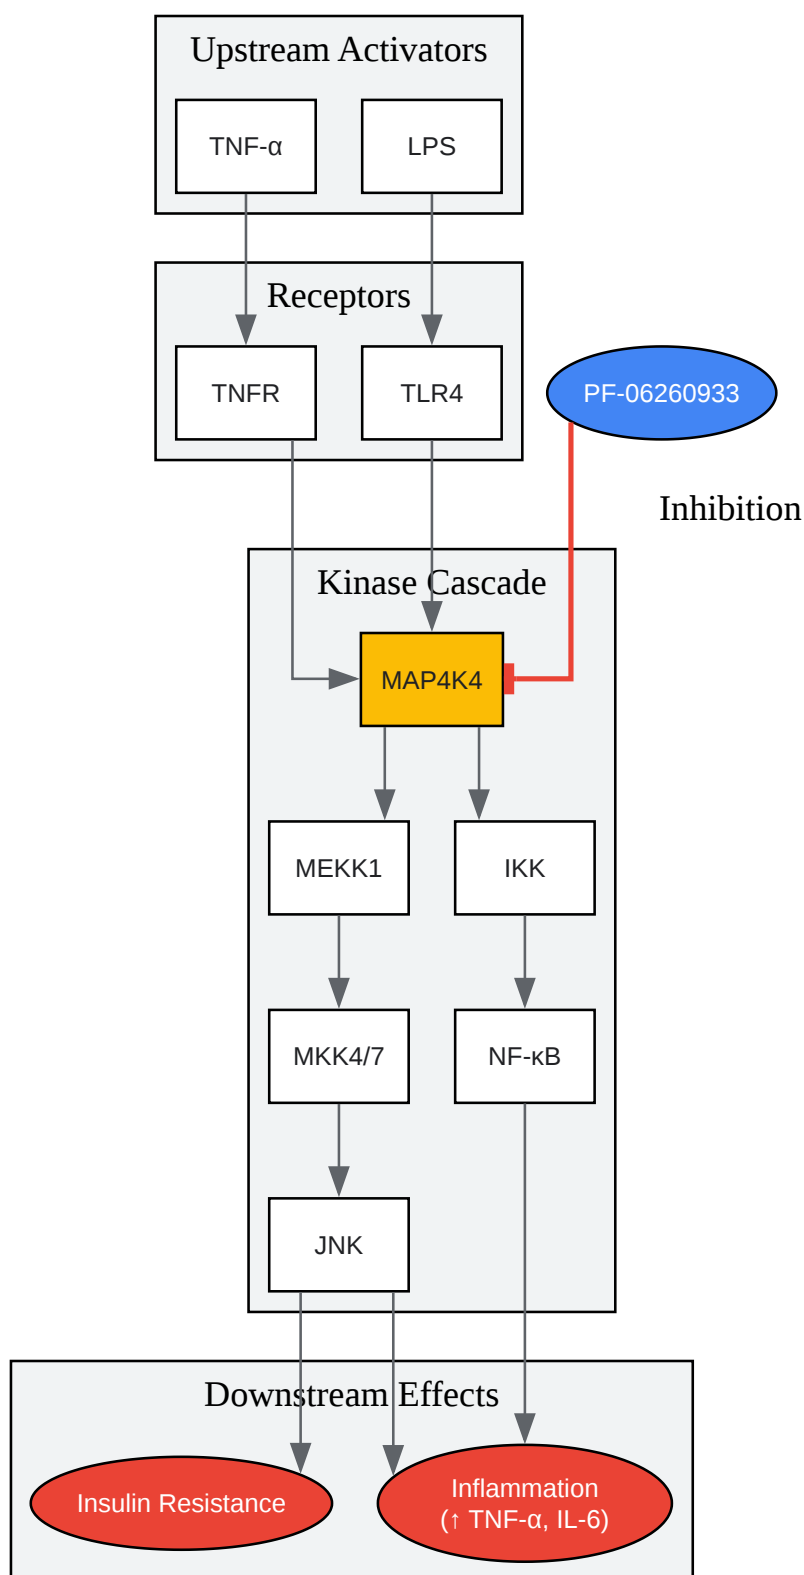 Upstream Activators
TNF-α
LPS
Receptors
TNFR
TLR4
PF-06260933
Inhibition
Kinase Cascade
MAP4K4
MEKK1
IKK
MKK4/7
NF-κB
JNK
Downstream Effects
Insulin Resistance
Inflammation
(↑ TNF-α, IL-6)